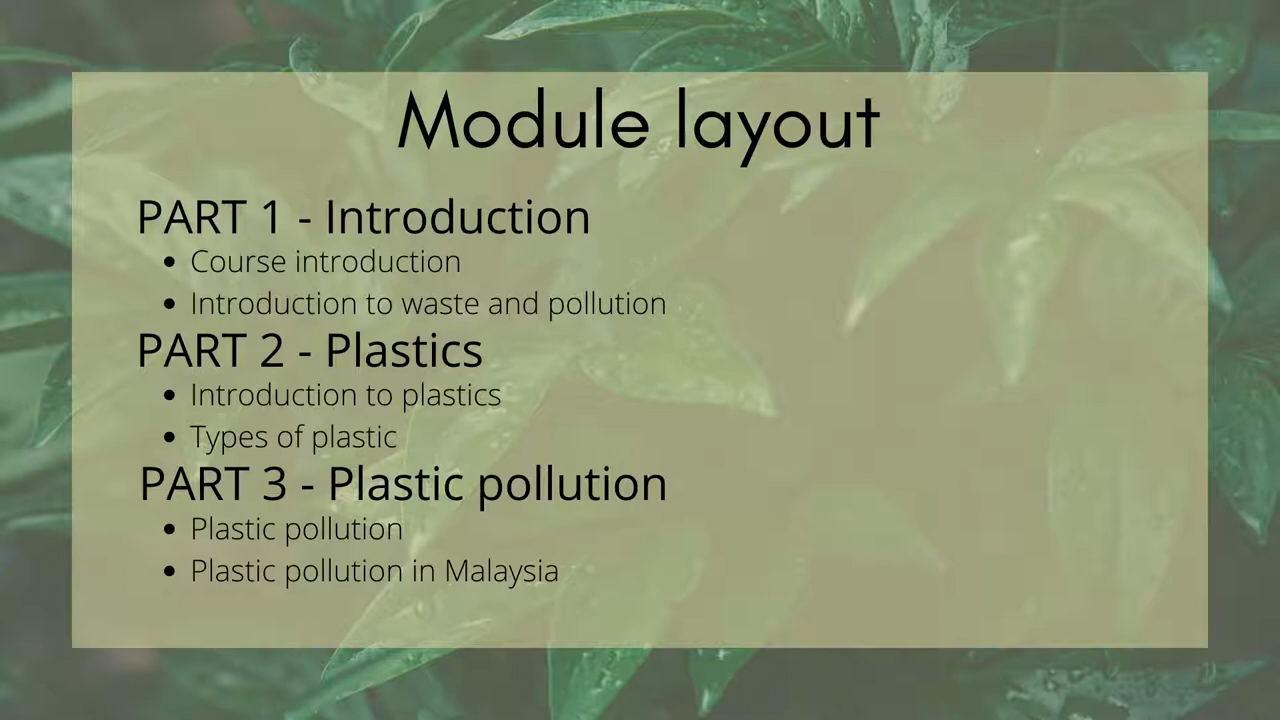 Module layout
PART 1 - Introduction
• Course introduction
• Introduction to waste and pollution
PART 2 - Plastics
• Introduction to plastics
• Types of plastic
PART 3 - Plastic pollution
• Plastic pollution
• Plastic pollution in Malaysia